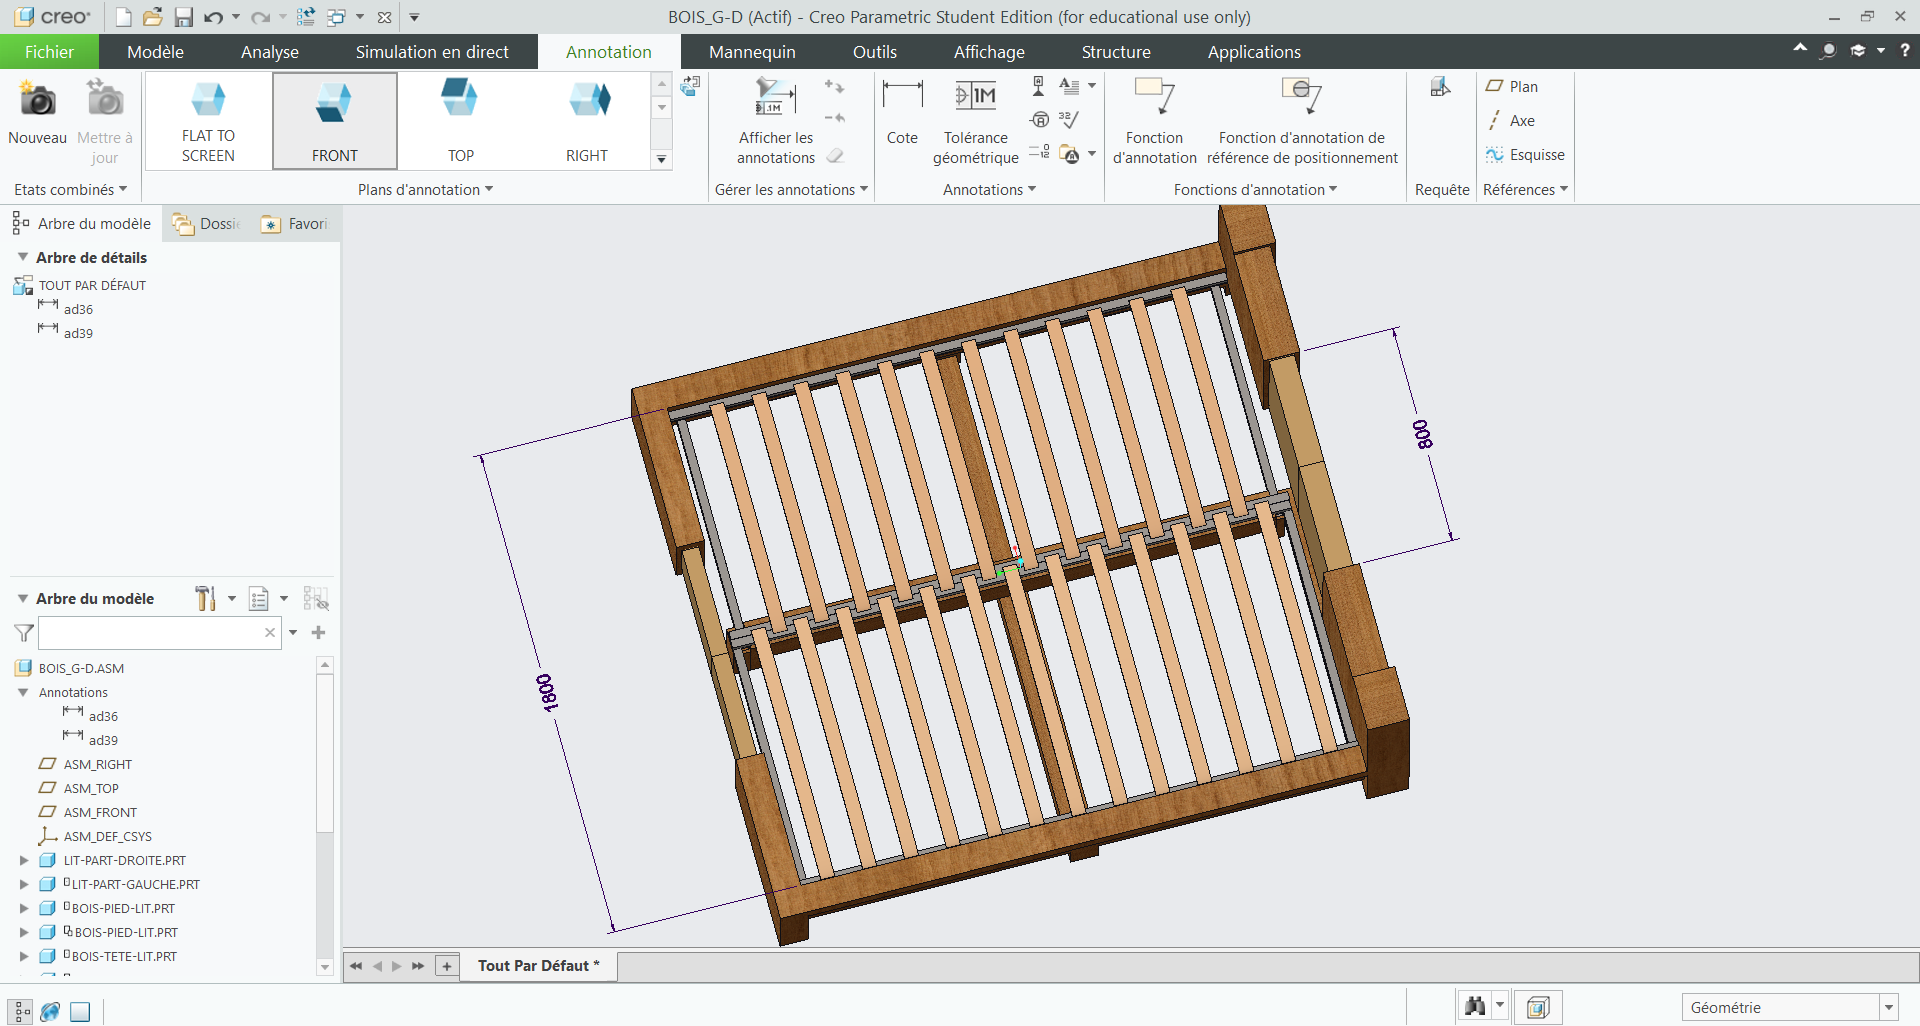 creo°
BOIS_G-D (Actif) - Creo Parametric Student Edition (for educational use only)
Fichier
Modèle
Analyse
Simulation en direct
Annotation
Mannequin
Outils
Affichage
Structure
Applications
Nouveau
Mettre à
jour
FLAT TO
SCREEN
FRONT
TOP
RIGHT
Afficher les
annotations
Cote
Tolérance
géométrique
Fonction
d'annotation
Fonction d'annotation de
référence de positionnement
Plan
Axe
Esquisse
Etats combinés
Plans d'annotation
Gérer les annotations
Annotations
Fonctions d'annotation
Requête
Références
Arbre du modèle
Dossi
Favori
Arbre de détails
TOUT PAR DÉFAUT
ad36
ad39
Arbre du modèle
BOIS_G-D.ASM
Annotations
ad36
ad39
ASM_RIGHT
ASM_TOP
ASM_FRONT
ASM_DEF_CSYS
LIT-PART-DROITE.PRT
LIT-PART-GAUCHE.PRT
BOIS-PIED-LIT.PRT
BOIS-PIED-LIT.PRT
BOIS-TETE-LIT.PRT
800
1800
Tout Par Défaut *
Géométrie